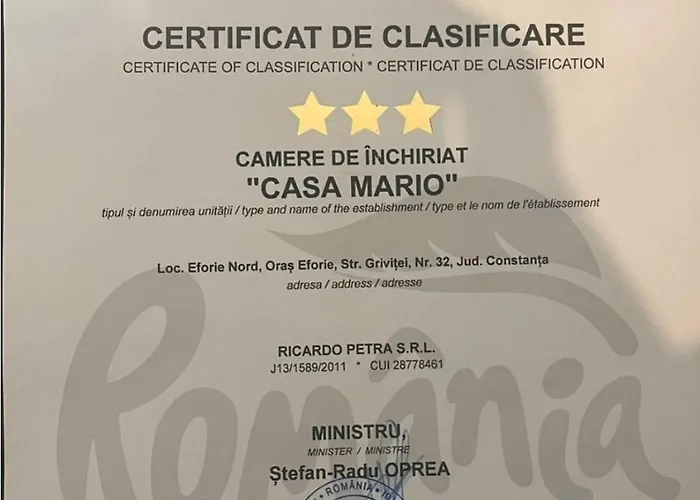 CERTIFICAT DE CLASIFICARE
CERTIFICATE OF CLASSIFICATION * CERTIFICAT DE CLASSIFICATION
CAMERE DE ÎNCHIRIAT
"CASA MARIO"
tipul și denumirea unității / type and name of the establishment / type et le nom de l'établissement
Loc. Eforie Nord, Oraș Eforie, Str. Griviței, Nr. 32, Jud. Constanța
adresa / address / adresse
RICARDO PETRA S.R.L.
J13/1589/2011 * CUI 28778461
România
MINISTRU,
MINISTER / MINISTRE
Ștefan-Radu OPREA
ROMÂNIA